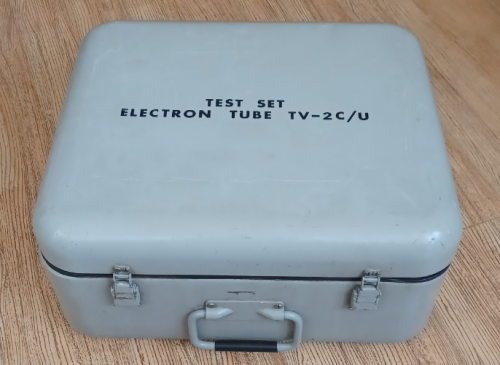 TEST SET
ELECTRON TUBE TV-2C/U